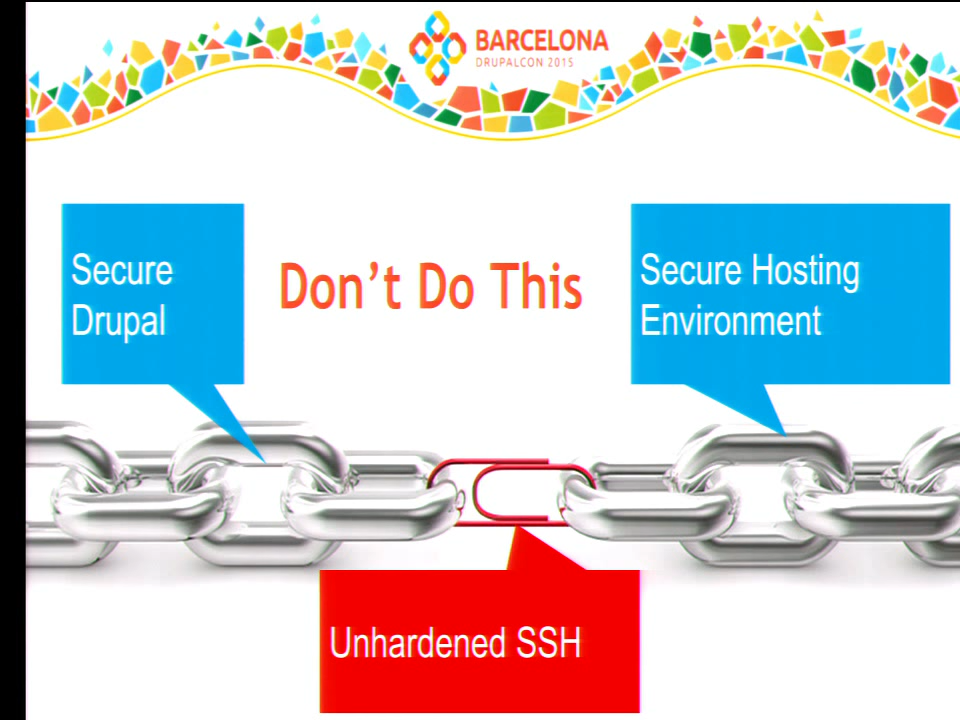 BARCELONA
DRUPALCON 2015
Secure
Drupal
Don't Do This
Secure Hosting
Environment
Unhardened SSH